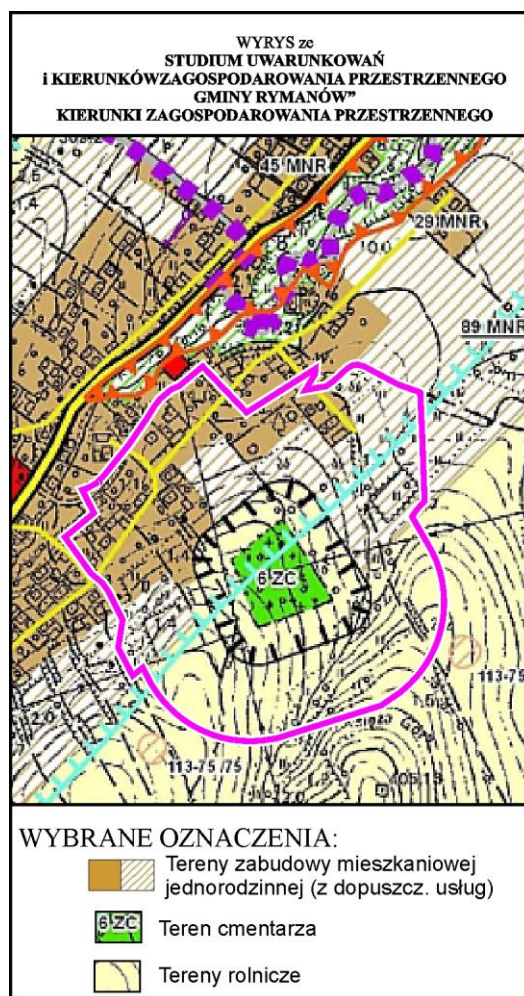 WYRYS ze
STUDIUM UWARUNKOWAŃ
i KIERUNKÓWZAGOSPODAROWANIA PRZESTRZENNEGO
GMINY RYMANÓW”
KIERUNKI ZAGOSPODAROWANIA PRZESTRZENNEGO
45 MNR
29 MNR
89 MNR
6 ZC
113-75
113-75 /75
WYBRANE OZNACZENIA:
Tereny zabudowy mieszkaniowej
jednorodzinnej (z dopuszcz. usług)
6 ZC
Teren cmentarza
Tereny rolnicze